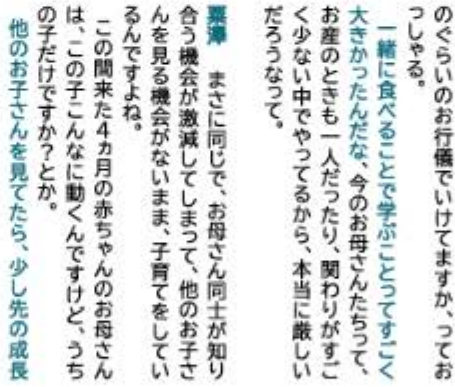 のぐらいのお行儀でいけてますか、ってお
っしゃる。
一緒に食べることで学ぶことってすごく
大きかったんだな、今のお母さんたちって、
お産のときも一人だったり、関わりがすご
く少ない中でやってるから、本当に厳しい
だろうなって。
粟澤　まさに同じで、お母さん同士が知り
合う機会が激減してしまって、他のお子さ
んを見る機会がないまま、子育てをしてい
るんですよね。
この間来た4ヵ月の赤ちゃんのお母さん
は、この子こんなに動くんですけど、うち
の子だけですか？とか。
他のお子さんを見てたら、少し先の成長